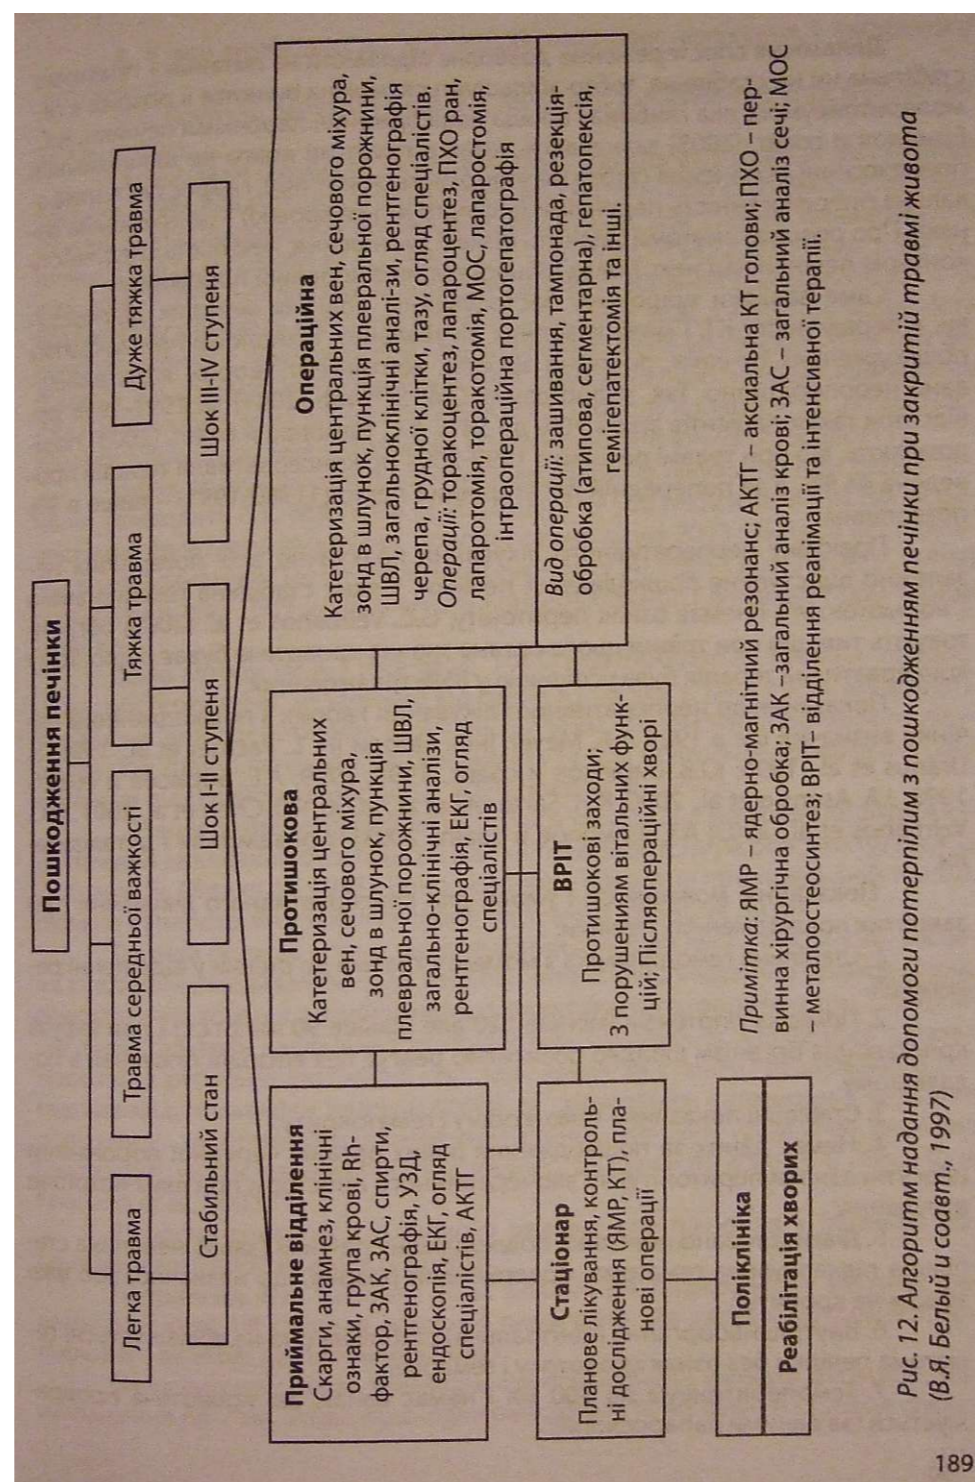 Пошкодження печінки
Легка травма
Травма середньої важкості
Тяжка травма
Дуже тяжка травма
Стабільний стан
Шок І-ІІ ступеня
Шок ІІІ-IV ступеня
Приймальне відділення
Скарги, анамнез, клінічні
ознаки, група крові, Rh-
фактор, ЗАК, ЗАС, спирти,
рентгенографія, УЗД,
ендоскопія, ЕКГ, огляд
спеціалістів, АКТГ
Протишокова
Катетеризація центральних
вен, сечового міхура,
зонд в шлунок, пункція
плевральної порожнини, ШВЛ,
загально-клінічні аналізи,
рентгенографія, ЕКГ, огляд
спеціалістів
Операційна
Катетеризація центральних вен, сечового міхура,
зонд в шлунок, пункція плевральної порожнини,
ШВЛ, загальноклінічні аналі-зи, рентгенографія
черепа, грудної клітки, тазу, огляд спеціалістів.
Операції: торакоцентез, лапароцентез, ПХО ран,
лапаротомія, торакотомія, МОС, лапаростомія,
інтраопераційна портогепатографія
Вид операції: зашивання, тампонада, резекція-
обробка (атипова, сегментарна), гепатопексія,
гемігепатектомія та інші.
Стаціонар
Планове лікування, контроль-
ні дослідження (ЯМР, КТ), пла-
нові операції
ВРІТ
Протишокові заходи;
З порушенням вітальних функ-
цій; Післяопераційні хворі
Поліклініка
Реабілітація хворих
Примітка: ЯМР – ядерно-магнітний резонанс; АКТГ – аксиальна КТ голови; ПХО – пер-
винна хірургічна обробка; ЗАК –загальний аналіз крові; ЗАС – загальний аналіз сечі; МОС
– металоостеосинтез; ВРІТ– відділення реанімації та інтенсивної терапії.
Рис. 12. Алгоритм надання допомоги потерпілим з пошкодженням печінки при закритій травмі живота
(В.Я. Белый и соавт., 1997)
189